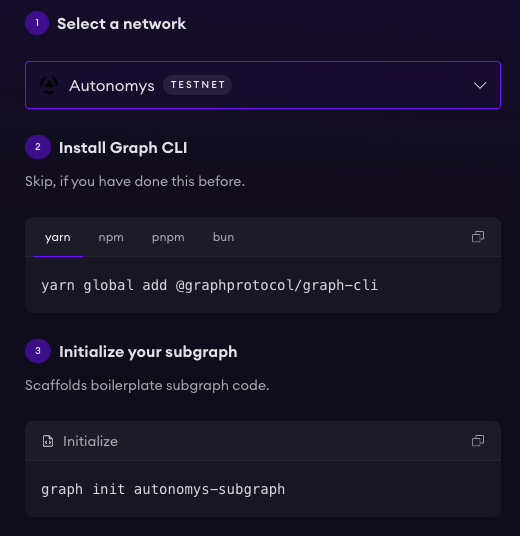 1 Select a network
Autonomys TESTNET
2 Install Graph CLI
Skip, if you have done this before.
yarn npm pnpm bun
yarn global add @graphprotocol/graph-cli
3 Initialize your subgraph
Scaffolds boilerplate subgraph code.
Initialize
graph init autonomys-subgraph